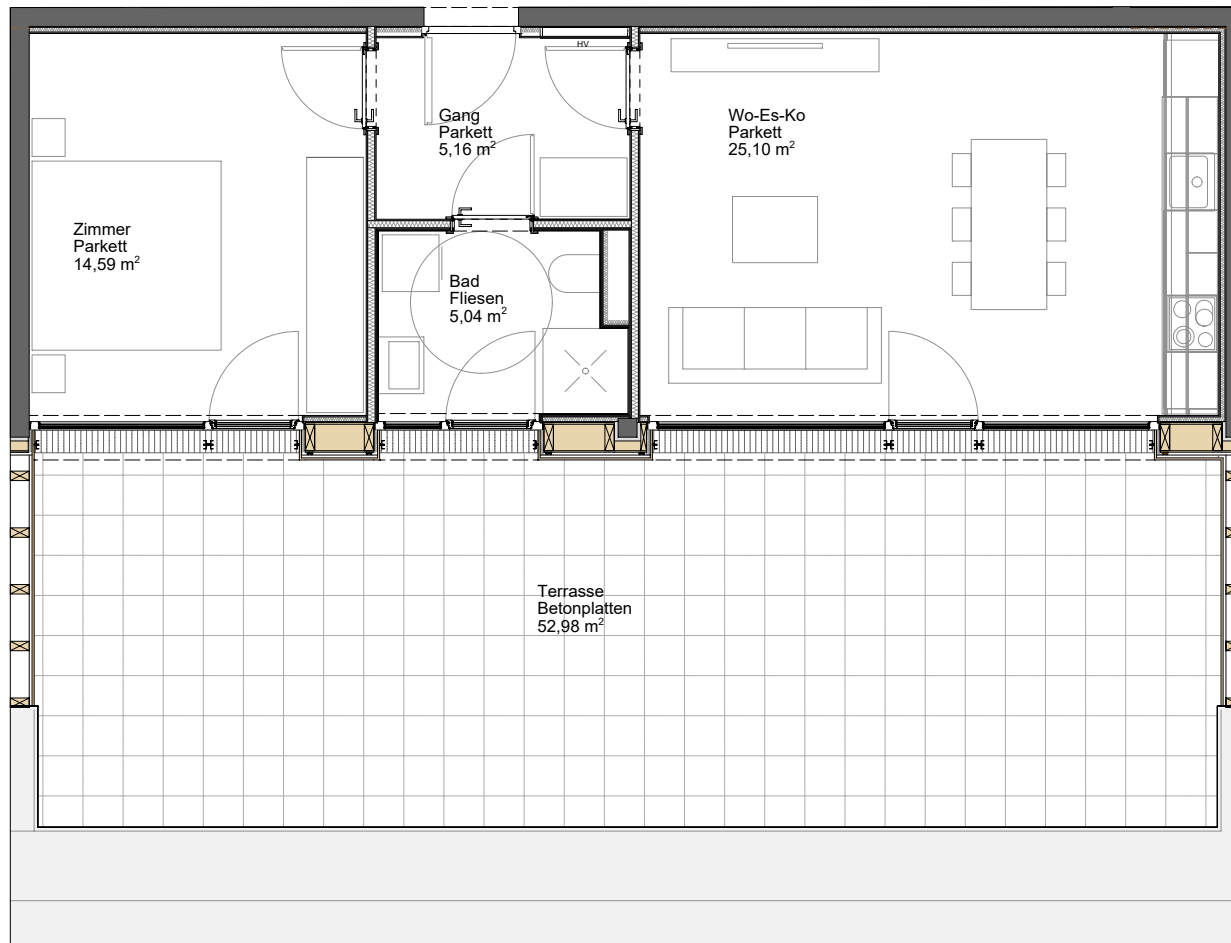 HV
Gang
Parkett
5,16 m²
Wo-Es-Ko
Parkett
25,10 m²
Zimmer
Parkett
14,59 m²
Bad
Fliesen
5,04 m²
Terrasse
Betonplatten
52,98 m²